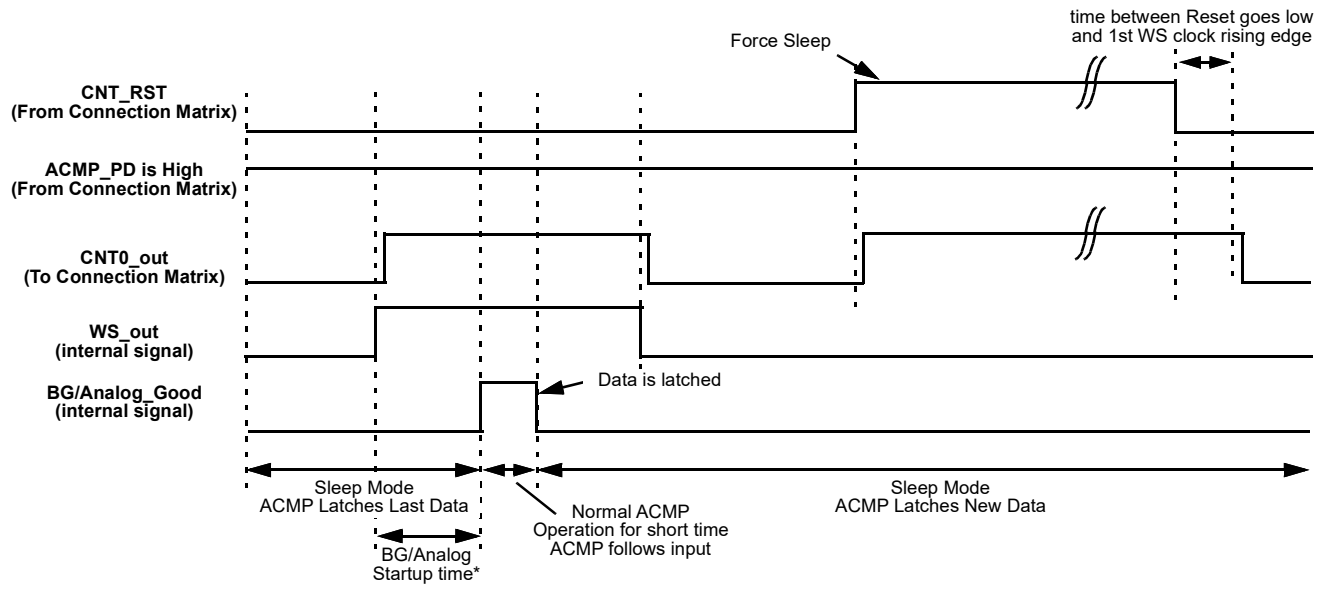 time between Reset goes low
and 1st WS clock rising edge
Force Sleep
CNT_RST
(From Connection Matrix)
ACMP_PD is High
(From Connection Matrix)
CNT0_out
(To Connection Matrix)
WS_out
(internal signal)
BG/Analog_Good
(internal signal)
Data is latched
Sleep Mode
ACMP Latches Last Data
Normal ACMP
Operation for short time
ACMP follows input
Sleep Mode
ACMP Latches New Data
BG/Analog
Startup time*